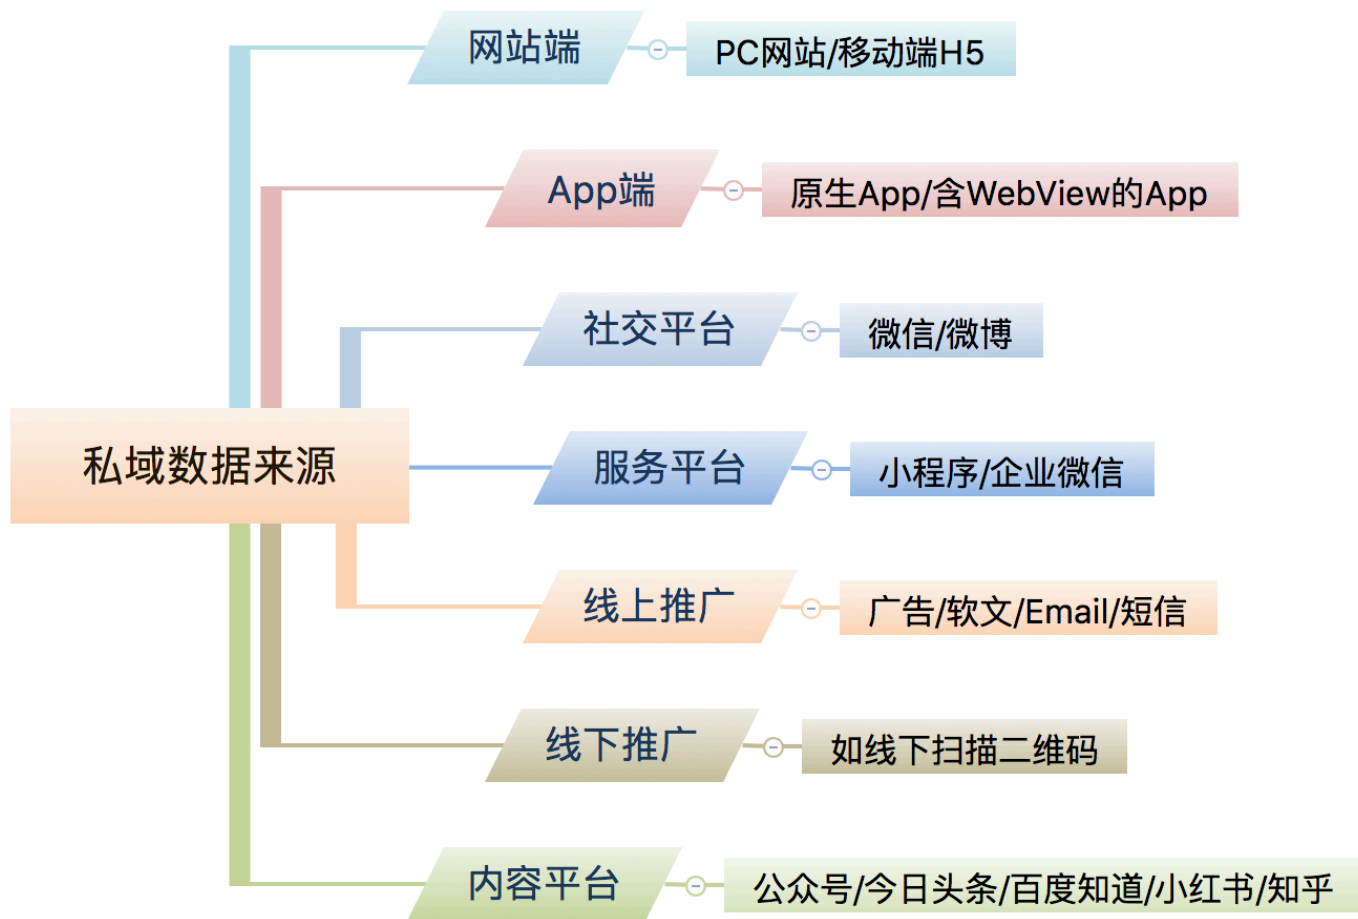 网站端
PC网站/移动端H5
App端
原生App/含WebView的App
社交平台
微信/微博
私域数据来源
服务平台
小程序/企业微信
线上推广
广告/软文/Email/短信
线下推广
如线下扫描二维码
内容平台
公众号/今日头条/百度知道/小红书/知乎